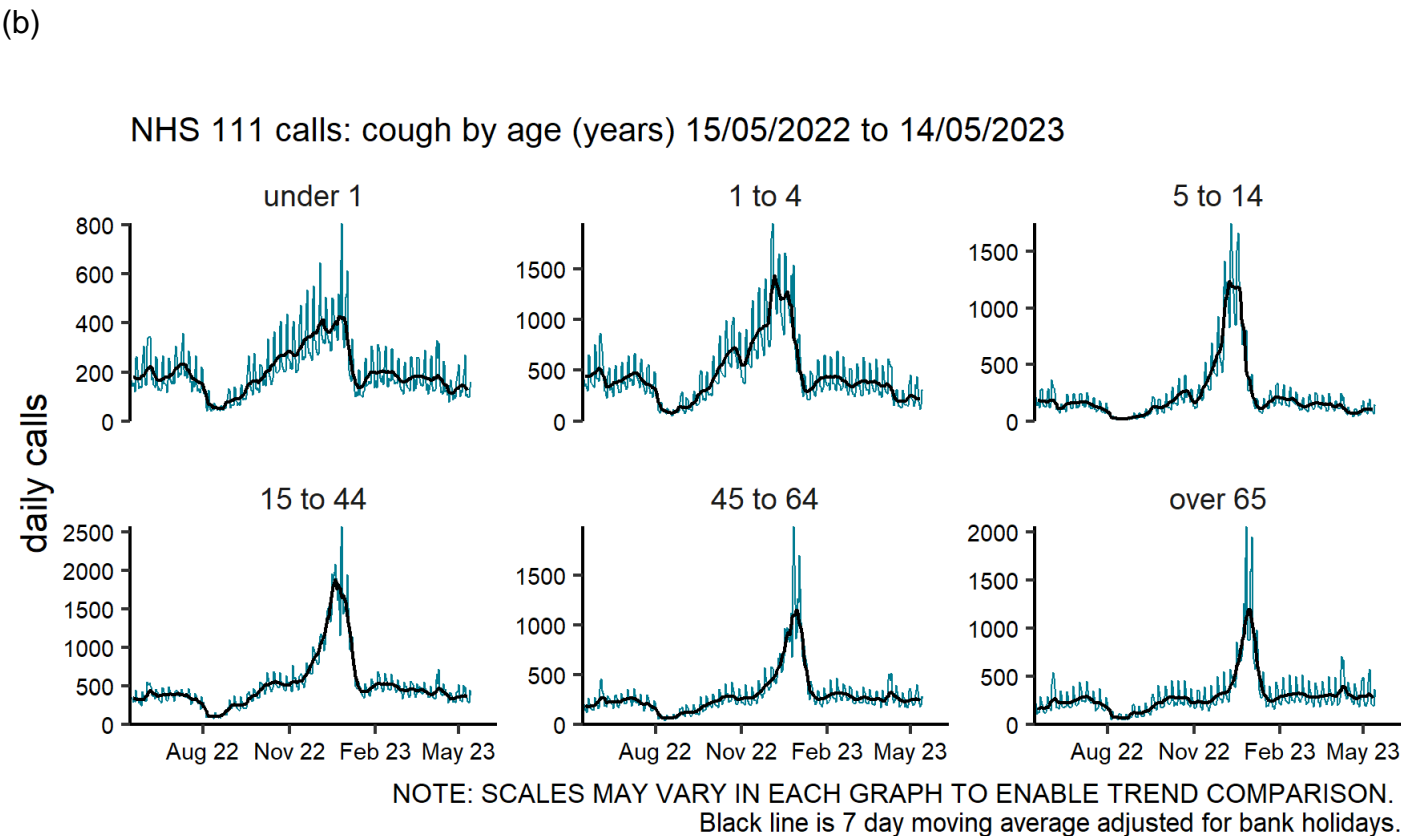 (b)
NHS 111 calls: cough by age (years) 15/05/2022 to 14/05/2023
under 1
1 to 4
5 to 14
800
600
400
200
0
1500
1000
500
0
1500
1000
500
0
daily calls
15 to 44
45 to 64
over 65
2500
2000
1500
1000
500
0
1500
1000
500
0
2000
1500
1000
500
0
Aug 22 Nov 22 Feb 23 May 23
Aug 22 Nov 22 Feb 23 May 23
Aug 22 Nov 22 Feb 23 May 23
NOTE: SCALES MAY VARY IN EACH GRAPH TO ENABLE TREND COMPARISON.
Black line is 7 day moving average adjusted for bank holidays.